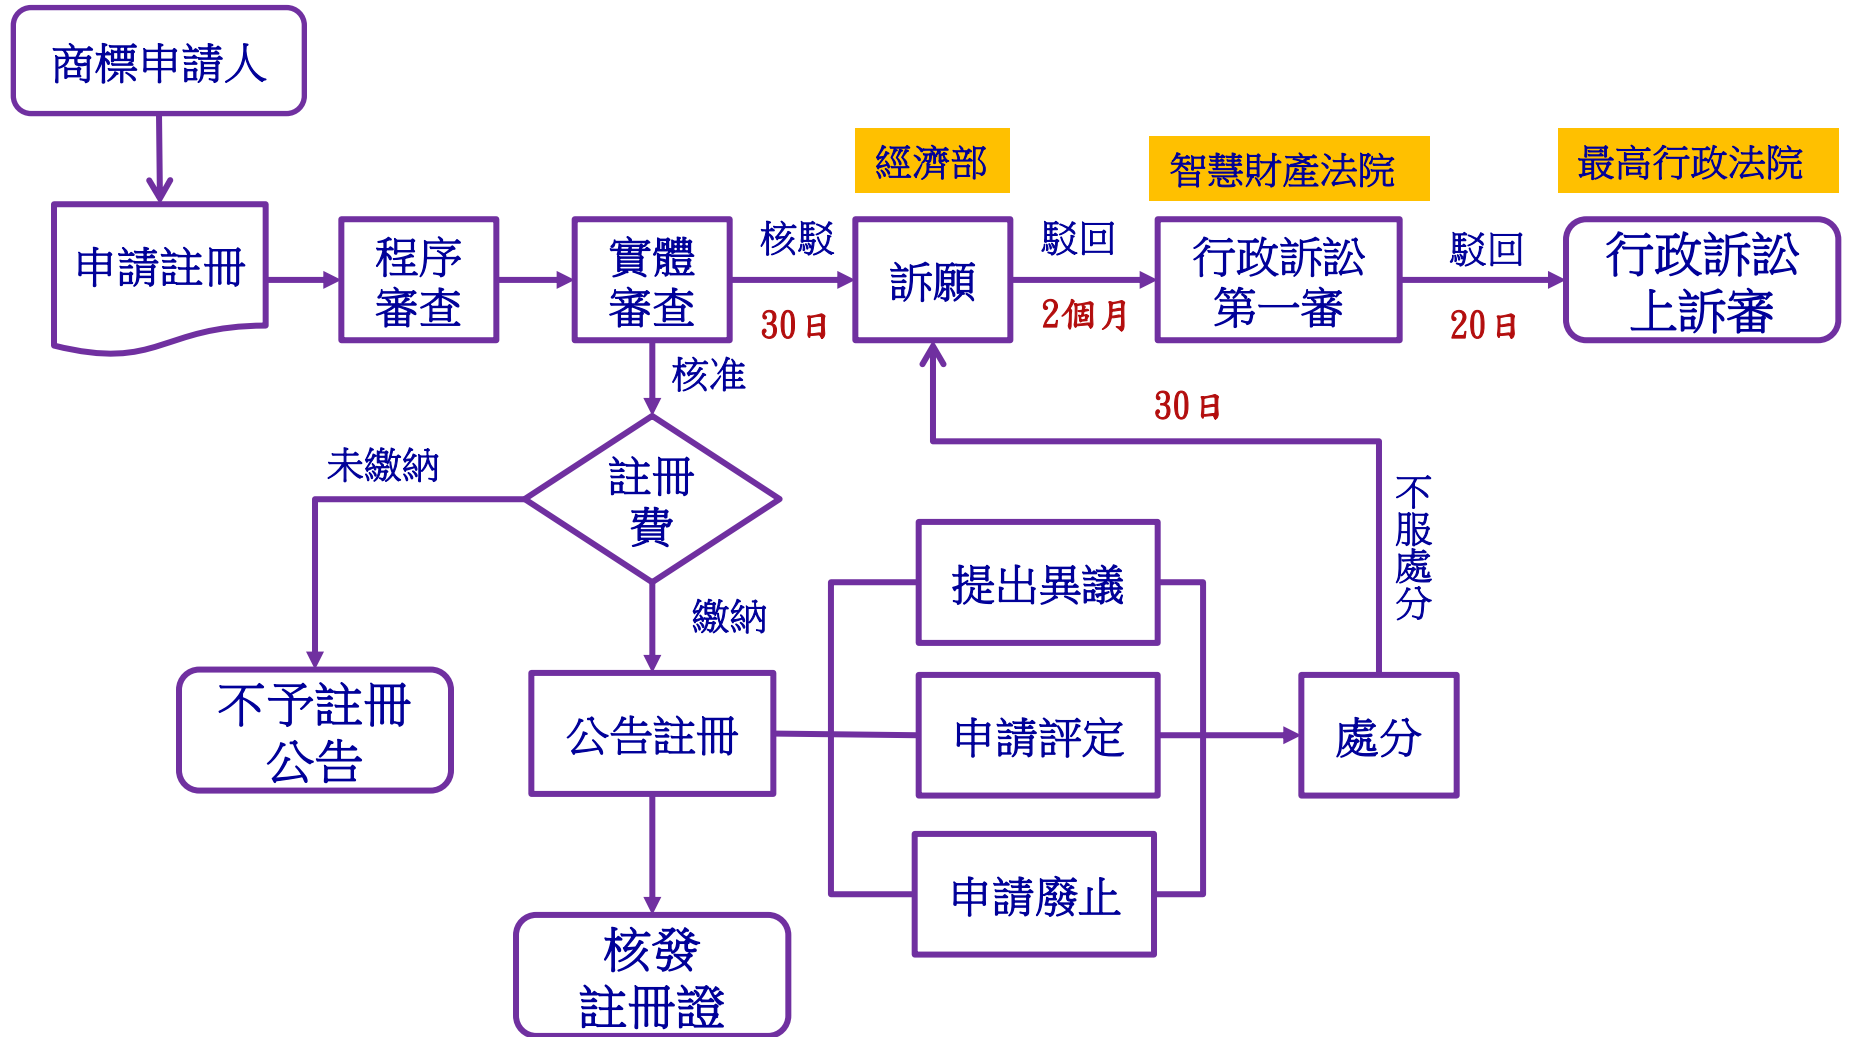 商標申請人
經濟部
智慧財產法院
最高行政法院
申請註冊
程序
審查
實體
審查
核駁
30日
訴願
駁回
2個月
行政訴訟
第一審
駁回
20日
行政訴訟
上訴審
核准
30日
未繳納
註冊
費
不服處分
繳納
提出異議
不予註冊
公告
公告註冊
申請評定
處分
申請廢止
核發
註冊證